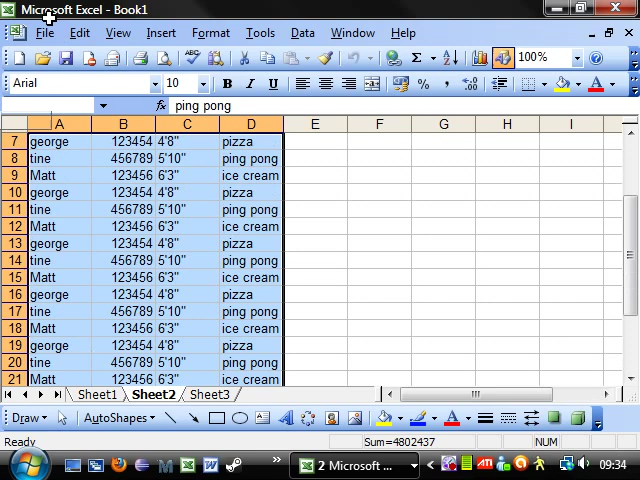 Microsoft Excel - Book1
File Edit View Insert Format Tools Data Window Help
100%
Arial 10 B I U
ping pong
A B C D E F G H I
7 george 123454 4'8" pizza
8 tine 456789 5'10" ping pong
9 Matt 123456 6'3" ice cream
10 george 123454 4'8" pizza
11 tine 456789 5'10" ping pong
12 Matt 123456 6'3" ice cream
13 george 123454 4'8" pizza
14 tine 456789 5'10" ping pong
15 Matt 123456 6'3" ice cream
16 george 123454 4'8" pizza
17 tine 456789 5'10" ping pong
18 Matt 123456 6'3" ice cream
19 george 123454 4'8" pizza
20 tine 456789 5'10" ping pong
21 Matt 123456 6'3" ice cream
Sheet1 Sheet2 Sheet3
Draw AutoShapes
Ready Sum=4802437 NUM
2 Microsoft ... ATI 09:34